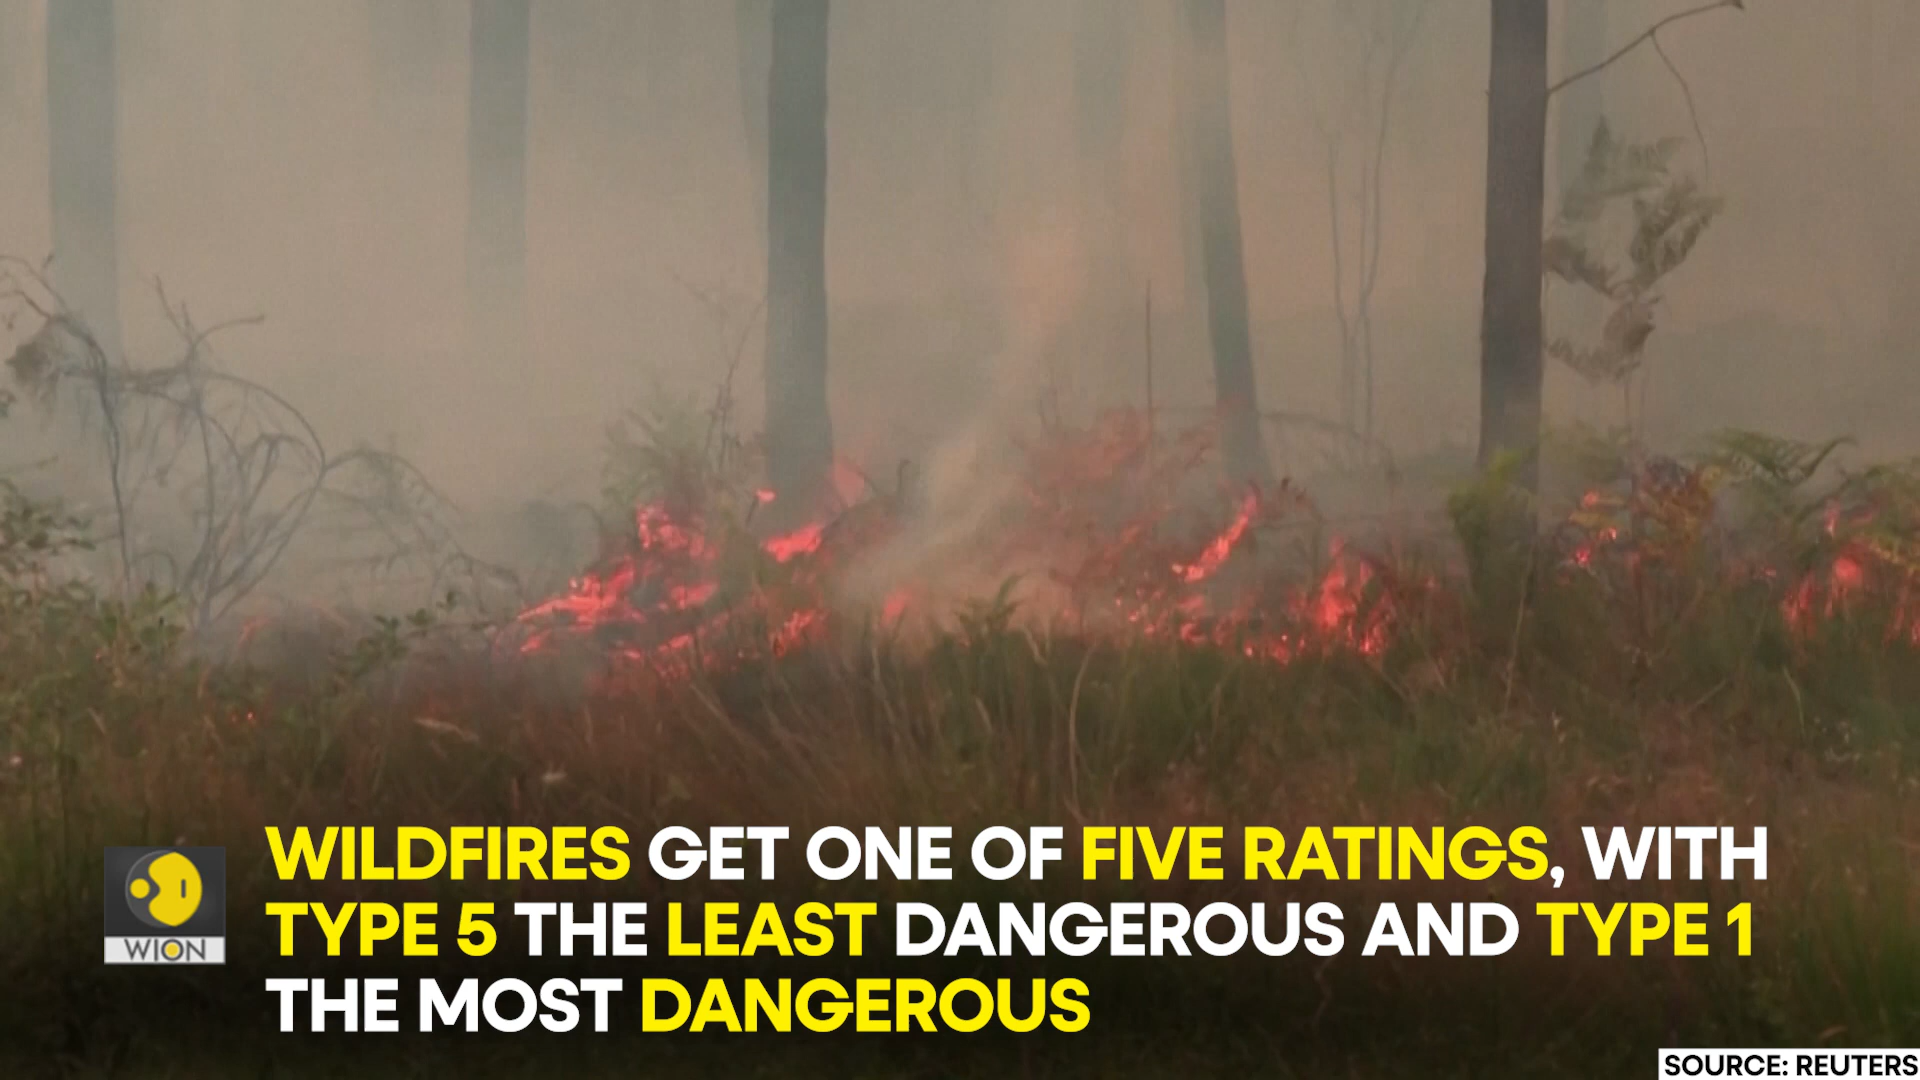 WILDFIRES GET ONE OF FIVE RATINGS, WITH
TYPE 5 THE LEAST DANGEROUS AND TYPE 1
THE MOST DANGEROUS
WION
SOURCE: REUTERS